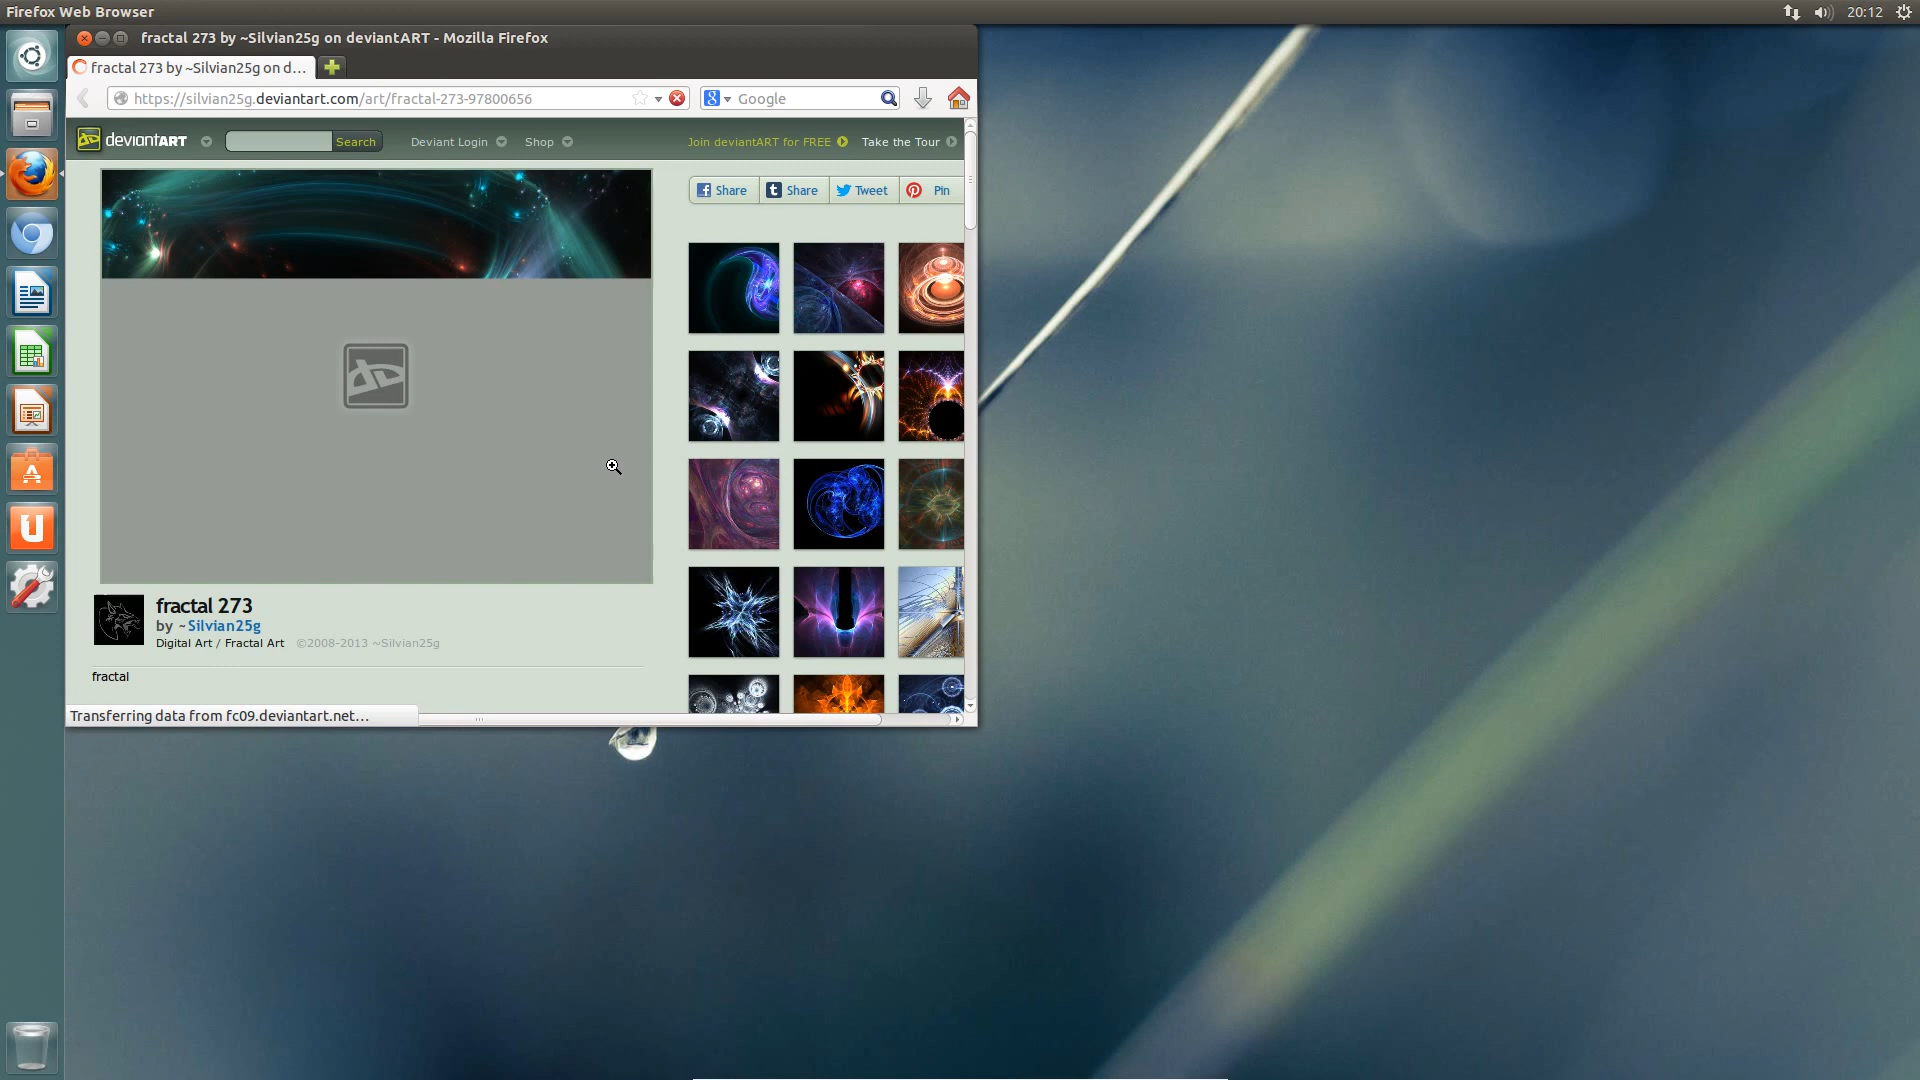 Firefox Web Browser
20:12
fractal 273 by ~Silvian25g on deviantART - Mozilla Firefox
fractal 273 by ~Silvian25g on d...
https://silvian25g.deviantart.com/art/fractal-273-97800656
Google
deviantART
Search
Deviant Login
Shop
Join deviantART for FREE
Take the Tour
Share
Share
Tweet
Pin
fractal 273
by ~Silvian25g
Digital Art / Fractal Art ©2008-2013 ~Silvian25g
fractal
Transferring data from fc09.deviantart.net...